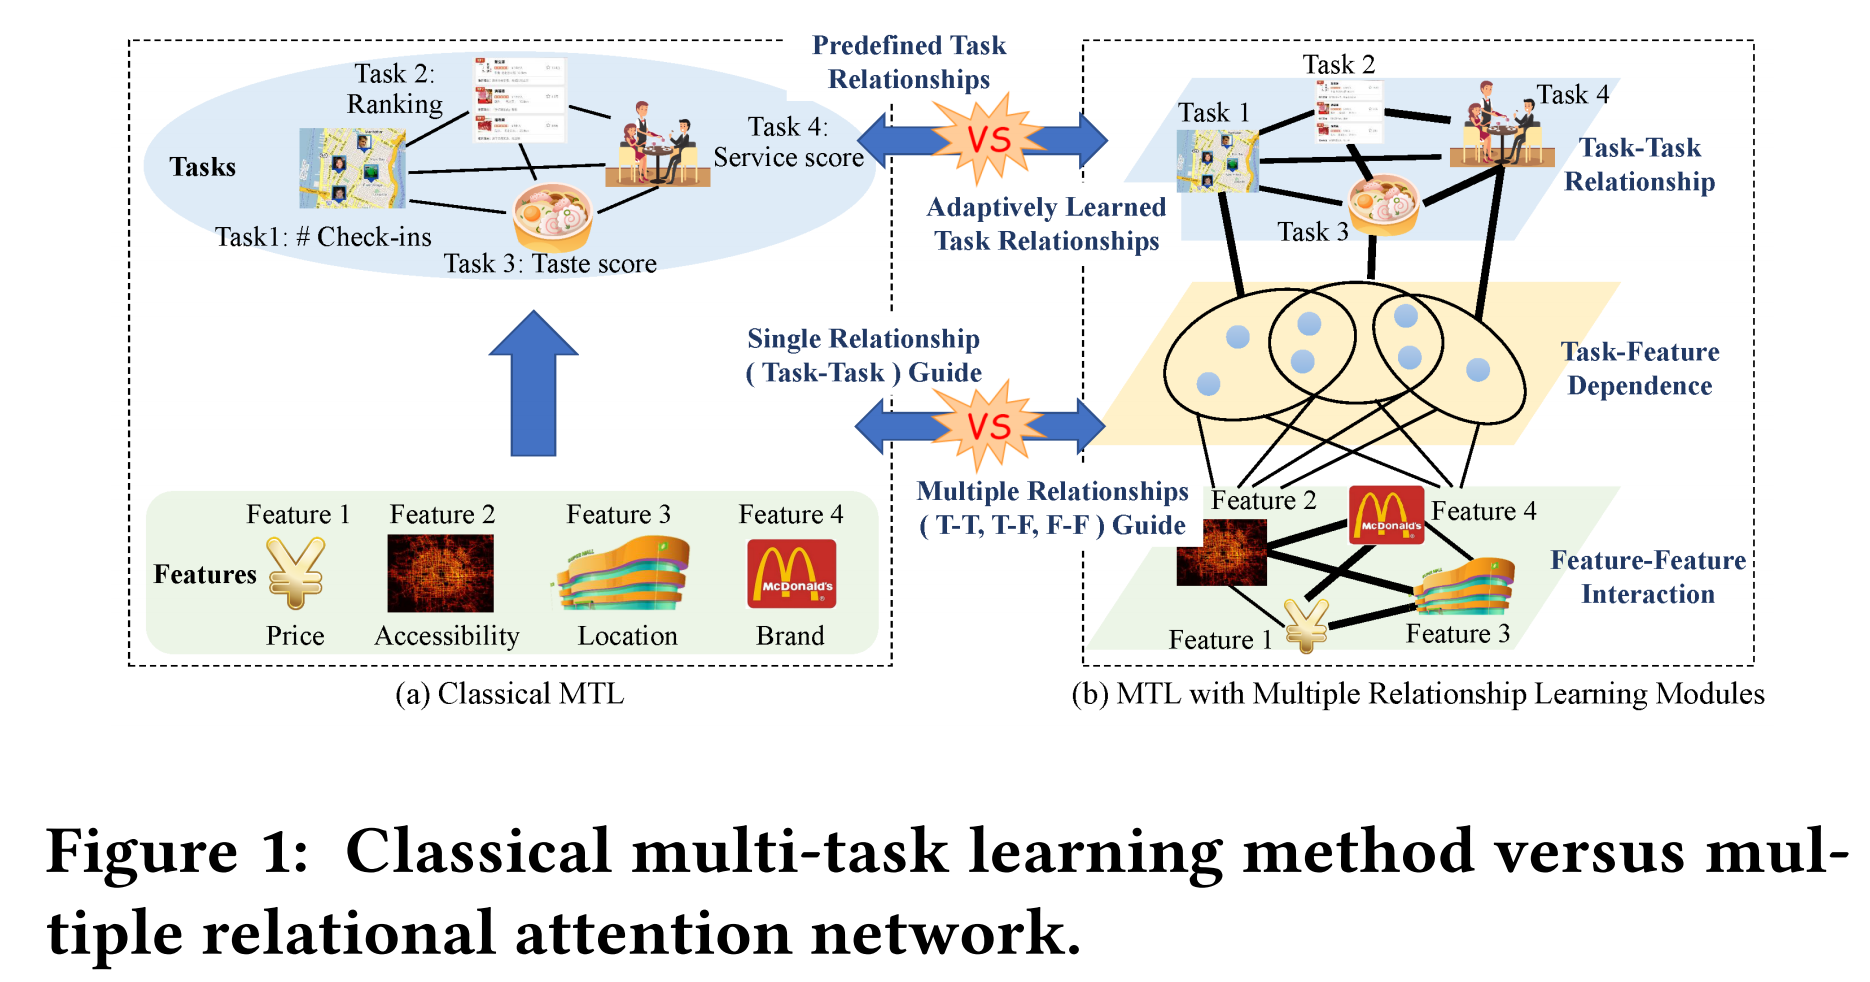 Predefined Task
Relationships
Task 2:
Ranking
Task 4:
Service score
Tasks
Task1: # Check-ins
Task 3: Taste score
VS
Adaptively Learned
Task Relationships
Task 2
Task 1
Task 4
Task 3
Task-Task
Relationship
Single Relationship
( Task-Task ) Guide
VS
Multiple Relationships
( T-T, T-F, F-F ) Guide
Task-Feature
Dependence
Feature 1
Feature 2
Feature 3
Feature 4
Features
McDonald's
Price
Accessibility
Location
Brand
Feature 2
McDonald's
Feature 4
Feature 1
Feature 3
Feature-Feature
Interaction
(a) Classical MTL
(b) MTL with Multiple Relationship Learning Modules
Figure 1: Classical multi-task learning method versus mul-
tiple relational attention network.